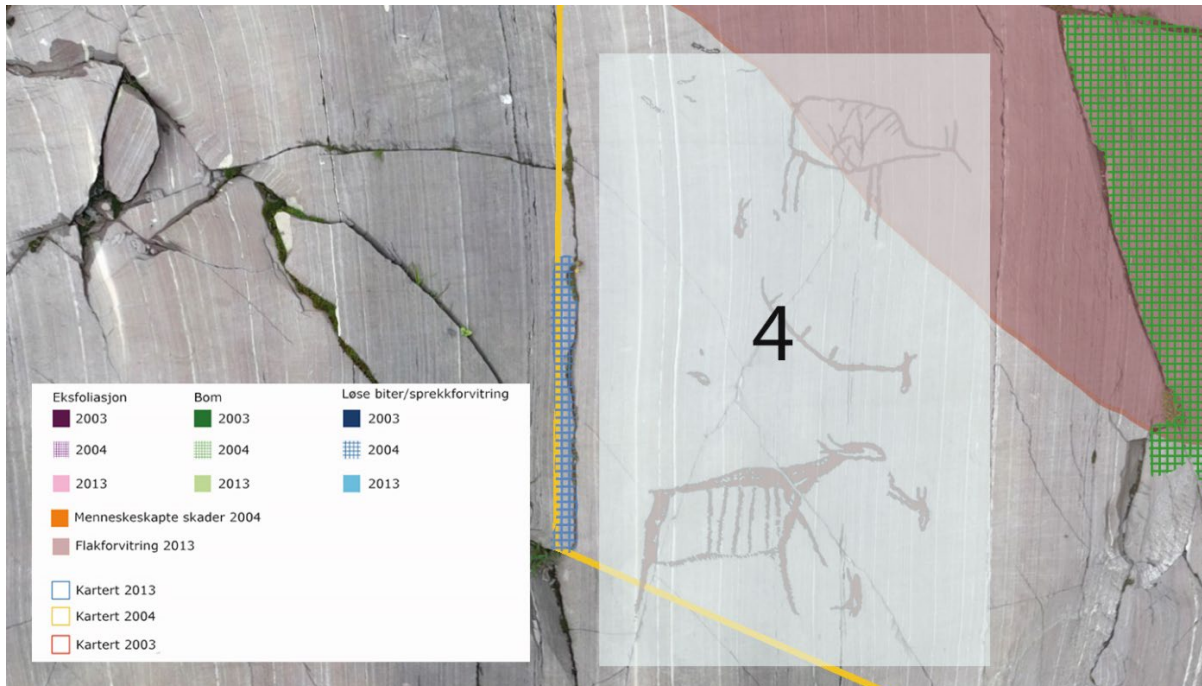 4
Eksfoliasjon Bom Løse biter/sprekkforvitring
2003 2003 2003
2004 2004 2004
2013 2013 2013
Menneskeskapte skader 2004
Flakforvitring 2013
Kartert 2013
Kartert 2004
Kartert 2003